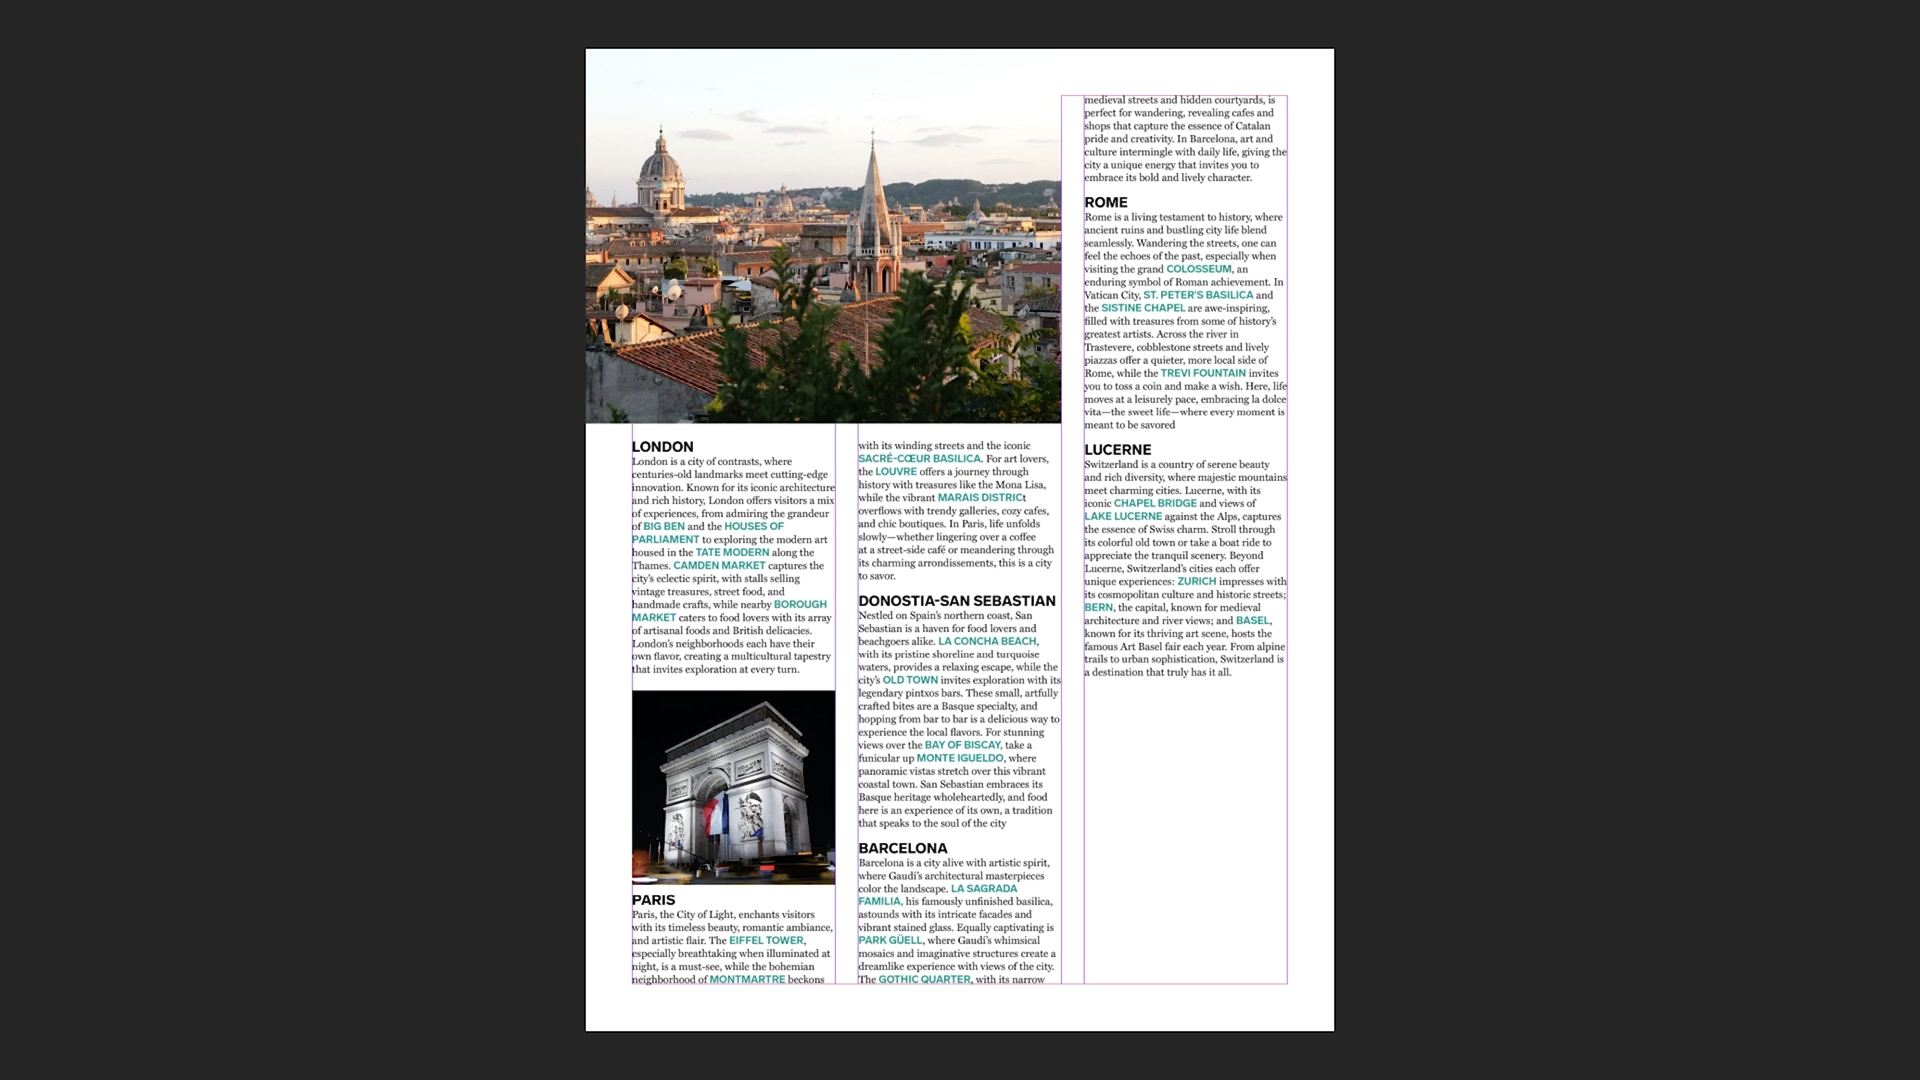 LONDON
London is a city of contrasts, where
centuries-old landmarks meet cutting-edge
innovation. Known for its iconic architecture
and rich history, London offers visitors a mix
of experiences, from admiring the grandeur
of BIG BEN and the HOUSES OF
PARLIAMENT to exploring the modern art
housed in the TATE MODERN along the
Thames. CAMDEN MARKET captures the
city's eclectic spirit, with stalls selling
vintage treasures, street food, and
handmade crafts, while nearby BOROUGH
MARKET caters to food lovers with its array
of artisanal foods and British delicacies.
London's neighborhoods each have their
own flavor, creating a multicultural tapestry
that invites exploration at every turn.
PARIS
Paris, the City of Light, enchants visitors
with its timeless beauty, romantic ambiance,
and artistic flair. The EIFFEL TOWER,
especially breathtaking when illuminated at
night, is a must-see, while the bohemian
neighborhood of MONTMARTRE beckons
with its winding streets and the iconic
SACRÉ-CŒUR BASILICA. For art lovers,
the LOUVRE offers a journey through
history with treasures like the Mona Lisa,
while the vibrant MARAIS DISTRICt
overflows with trendy galleries, cozy cafes,
and chic boutiques. In Paris, life unfolds
slowly—whether lingering over a coffee
at a street-side café or meandering through
its charming arrondissements, this is a city
to savor.
DONOSTIA-SAN SEBASTIAN
Nestled on Spain's northern coast, San
Sebastian is a haven for food lovers and
beachgoers alike. LA CONCHA BEACH,
with its pristine shoreline and turquoise
waters, provides a relaxing escape, while the
city's OLD TOWN invites exploration with its
legendary pintxos bars. These small, artfully
crafted bites are a Basque specialty, and
hopping from bar to bar is a delicious way to
experience the local flavors. For stunning
views over the BAY OF BISCAY, take a
funicular up MONTE IGUELDO, where
panoramic vistas stretch over this vibrant
coastal town. San Sebastian embraces its
Basque heritage wholeheartedly, and food
here is an experience of its own, a tradition
that speaks to the soul of the city
BARCELONA
Barcelona is a city alive with artistic spirit,
where Gaudí's architectural masterpieces
color the landscape. LA SAGRADA
FAMILIA, his famously unfinished basilica,
astounds with its intricate facades and
vibrant stained glass. Equally captivating is
PARK GÜELL, where Gaudí's whimsical
mosaics and imaginative structures create a
dreamlike experience with views of the city.
The GOTHIC QUARTER, with its narrow
medieval streets and hidden courtyards, is
perfect for wandering, revealing cafes and
shops that capture the essence of Catalan
pride and creativity. In Barcelona, art and
culture intermingle with daily life, giving the
city a unique energy that invites you to
embrace its bold and lively character.
ROME
Rome is a living testament to history, where
ancient ruins and bustling city life blend
seamlessly. Wandering the streets, one can
feel the echoes of the past, especially when
visiting the grand COLOSSEUM, an
enduring symbol of Roman achievement. In
Vatican City, ST. PETER'S BASILICA and
the SISTINE CHAPEL are awe-inspiring,
filled with treasures from some of history's
greatest artists. Across the river in
Trastevere, cobblestone streets and lively
piazzas offer a quieter, more local side of
Rome, while the TREVI FOUNTAIN invites
you to toss a coin and make a wish. Here, life
moves at a leisurely pace, embracing la dolce
vita—the sweet life—where every moment is
meant to be savored
LUCERNE
Switzerland is a country of serene beauty
and rich diversity, where majestic mountains
meet charming cities. Lucerne, with its
iconic CHAPEL BRIDGE and views of
LAKE LUCERNE against the Alps, captures
the essence of Swiss charm. Stroll through
its colorful old town or take a boat ride to
appreciate the tranquil scenery. Beyond
Lucerne, Switzerland's cities each offer
unique experiences: ZURICH impresses with
its cosmopolitan culture and historic streets;
BERN, the capital, known for medieval
architecture and river views; and BASEL,
known for its thriving art scene, hosts the
famous Art Basel fair each year. From alpine
trails to urban sophistication, Switzerland is
a destination that truly has it all.